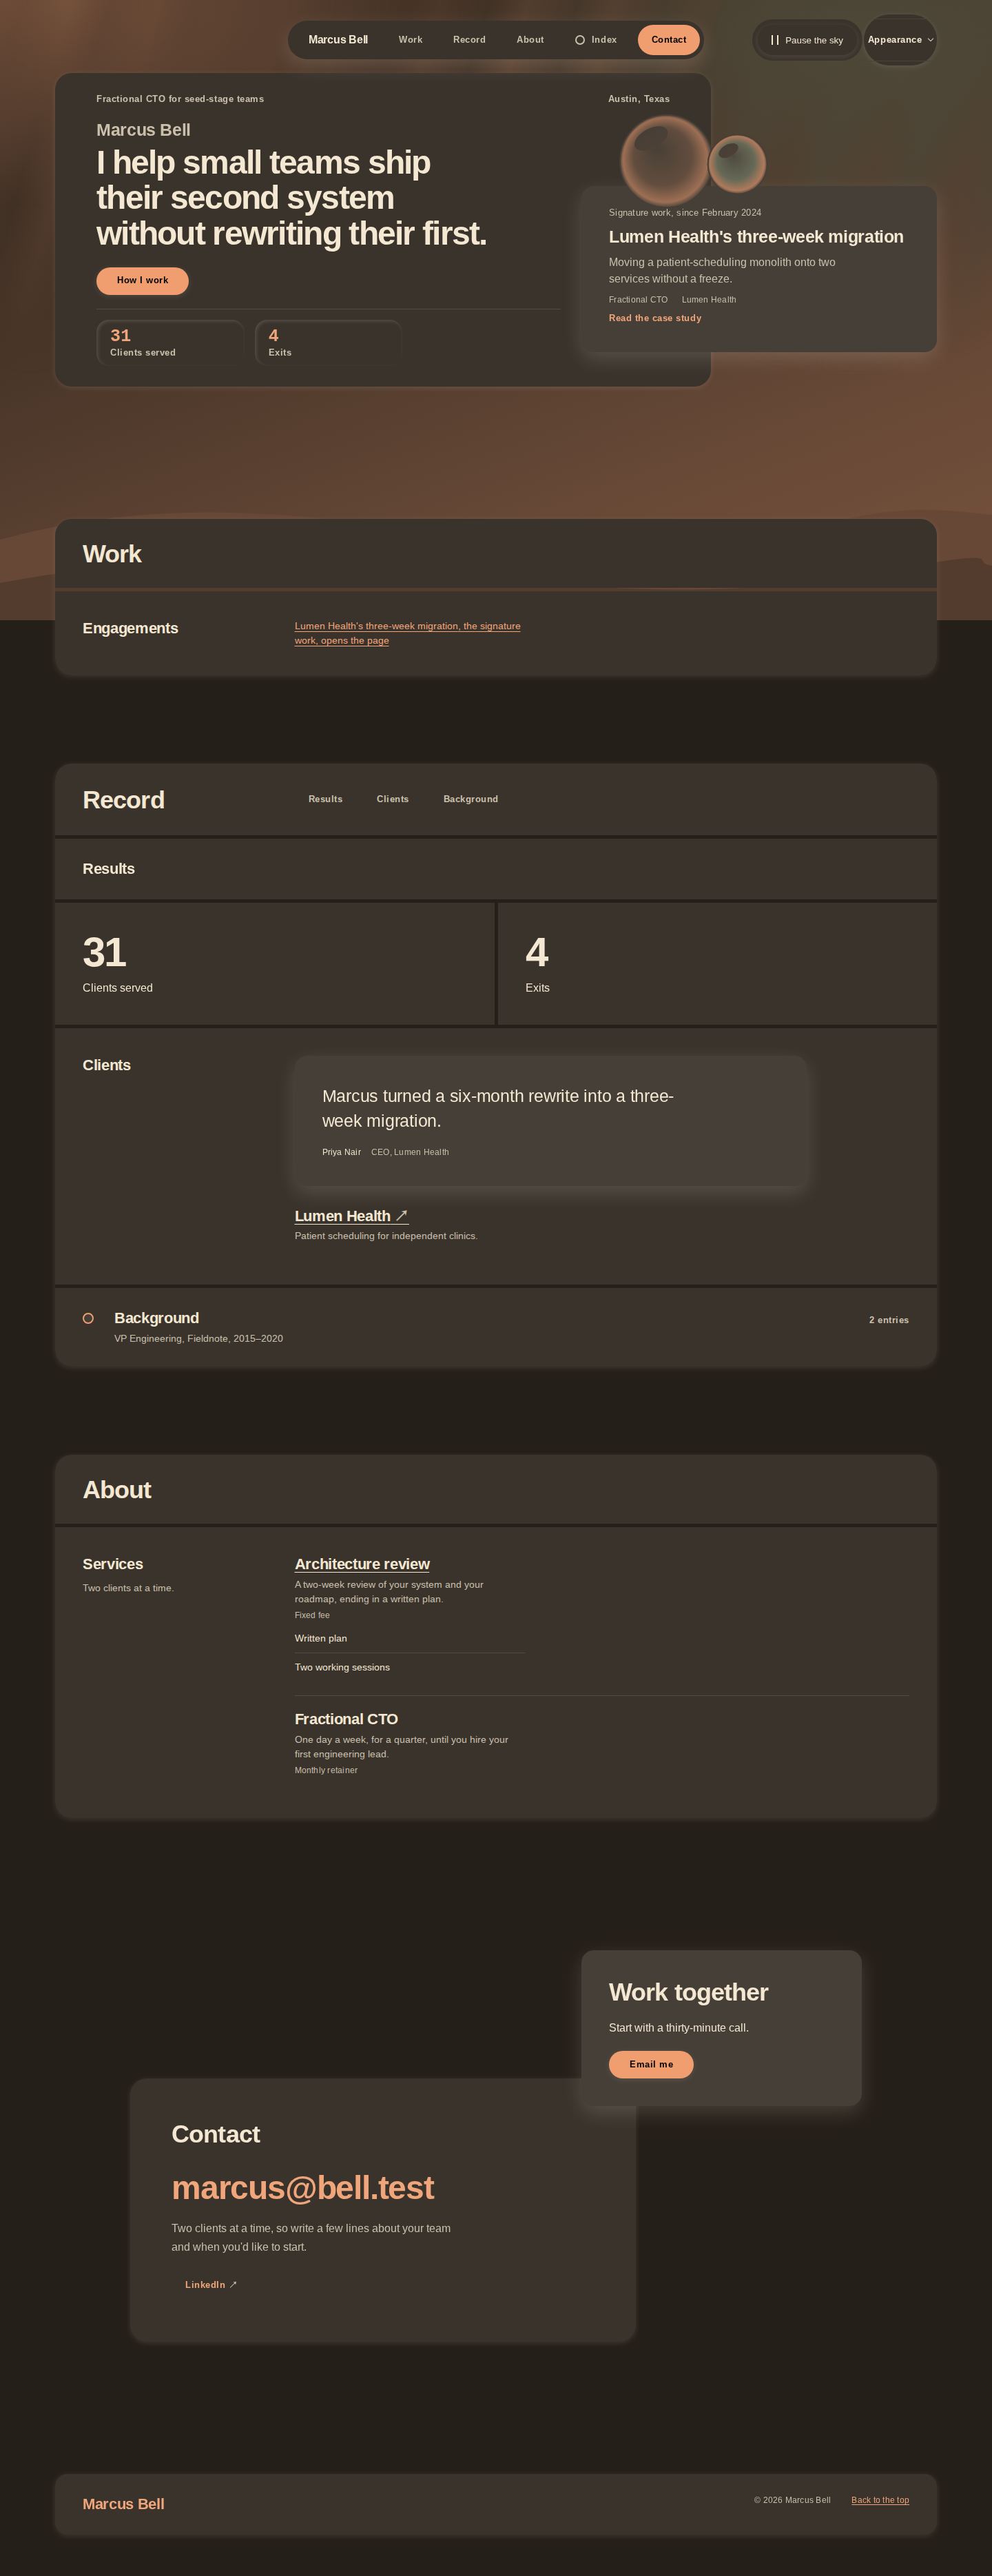 Marcus Bell
Work
Record
About
Index
Contact
Pause the sky
Appearance
Fractional CTO for seed-stage teams
Austin, Texas
Marcus Bell
I help small teams ship
their second system
without rewriting their first.
How I work
31
Clients served
4
Exits
Signature work, since February 2024
Lumen Health's three-week migration
Moving a patient-scheduling monolith onto two
services without a freeze.
Fractional CTO Lumen Health
Read the case study
Work
Engagements
Lumen Health's three-week migration, the signature
work, opens the page
Record
Results
Clients
Background
Results
31
Clients served
4
Exits
Clients
Marcus turned a six-month rewrite into a three-
week migration.
Priya Nair CEO, Lumen Health
Lumen Health ↗
Patient scheduling for independent clinics.
Background
VP Engineering, Fieldnote, 2015–2020
2 entries
About
Services
Two clients at a time.
Architecture review
A two-week review of your system and your
roadmap, ending in a written plan.
Fixed fee
Written plan
Two working sessions
Fractional CTO
One day a week, for a quarter, until you hire your
first engineering lead.
Monthly retainer
Work together
Start with a thirty-minute call.
Email me
Contact
marcus@bell.test
Two clients at a time, so write a few lines about your team
and when you'd like to start.
LinkedIn ↗
Marcus Bell
© 2026 Marcus Bell
Back to the top